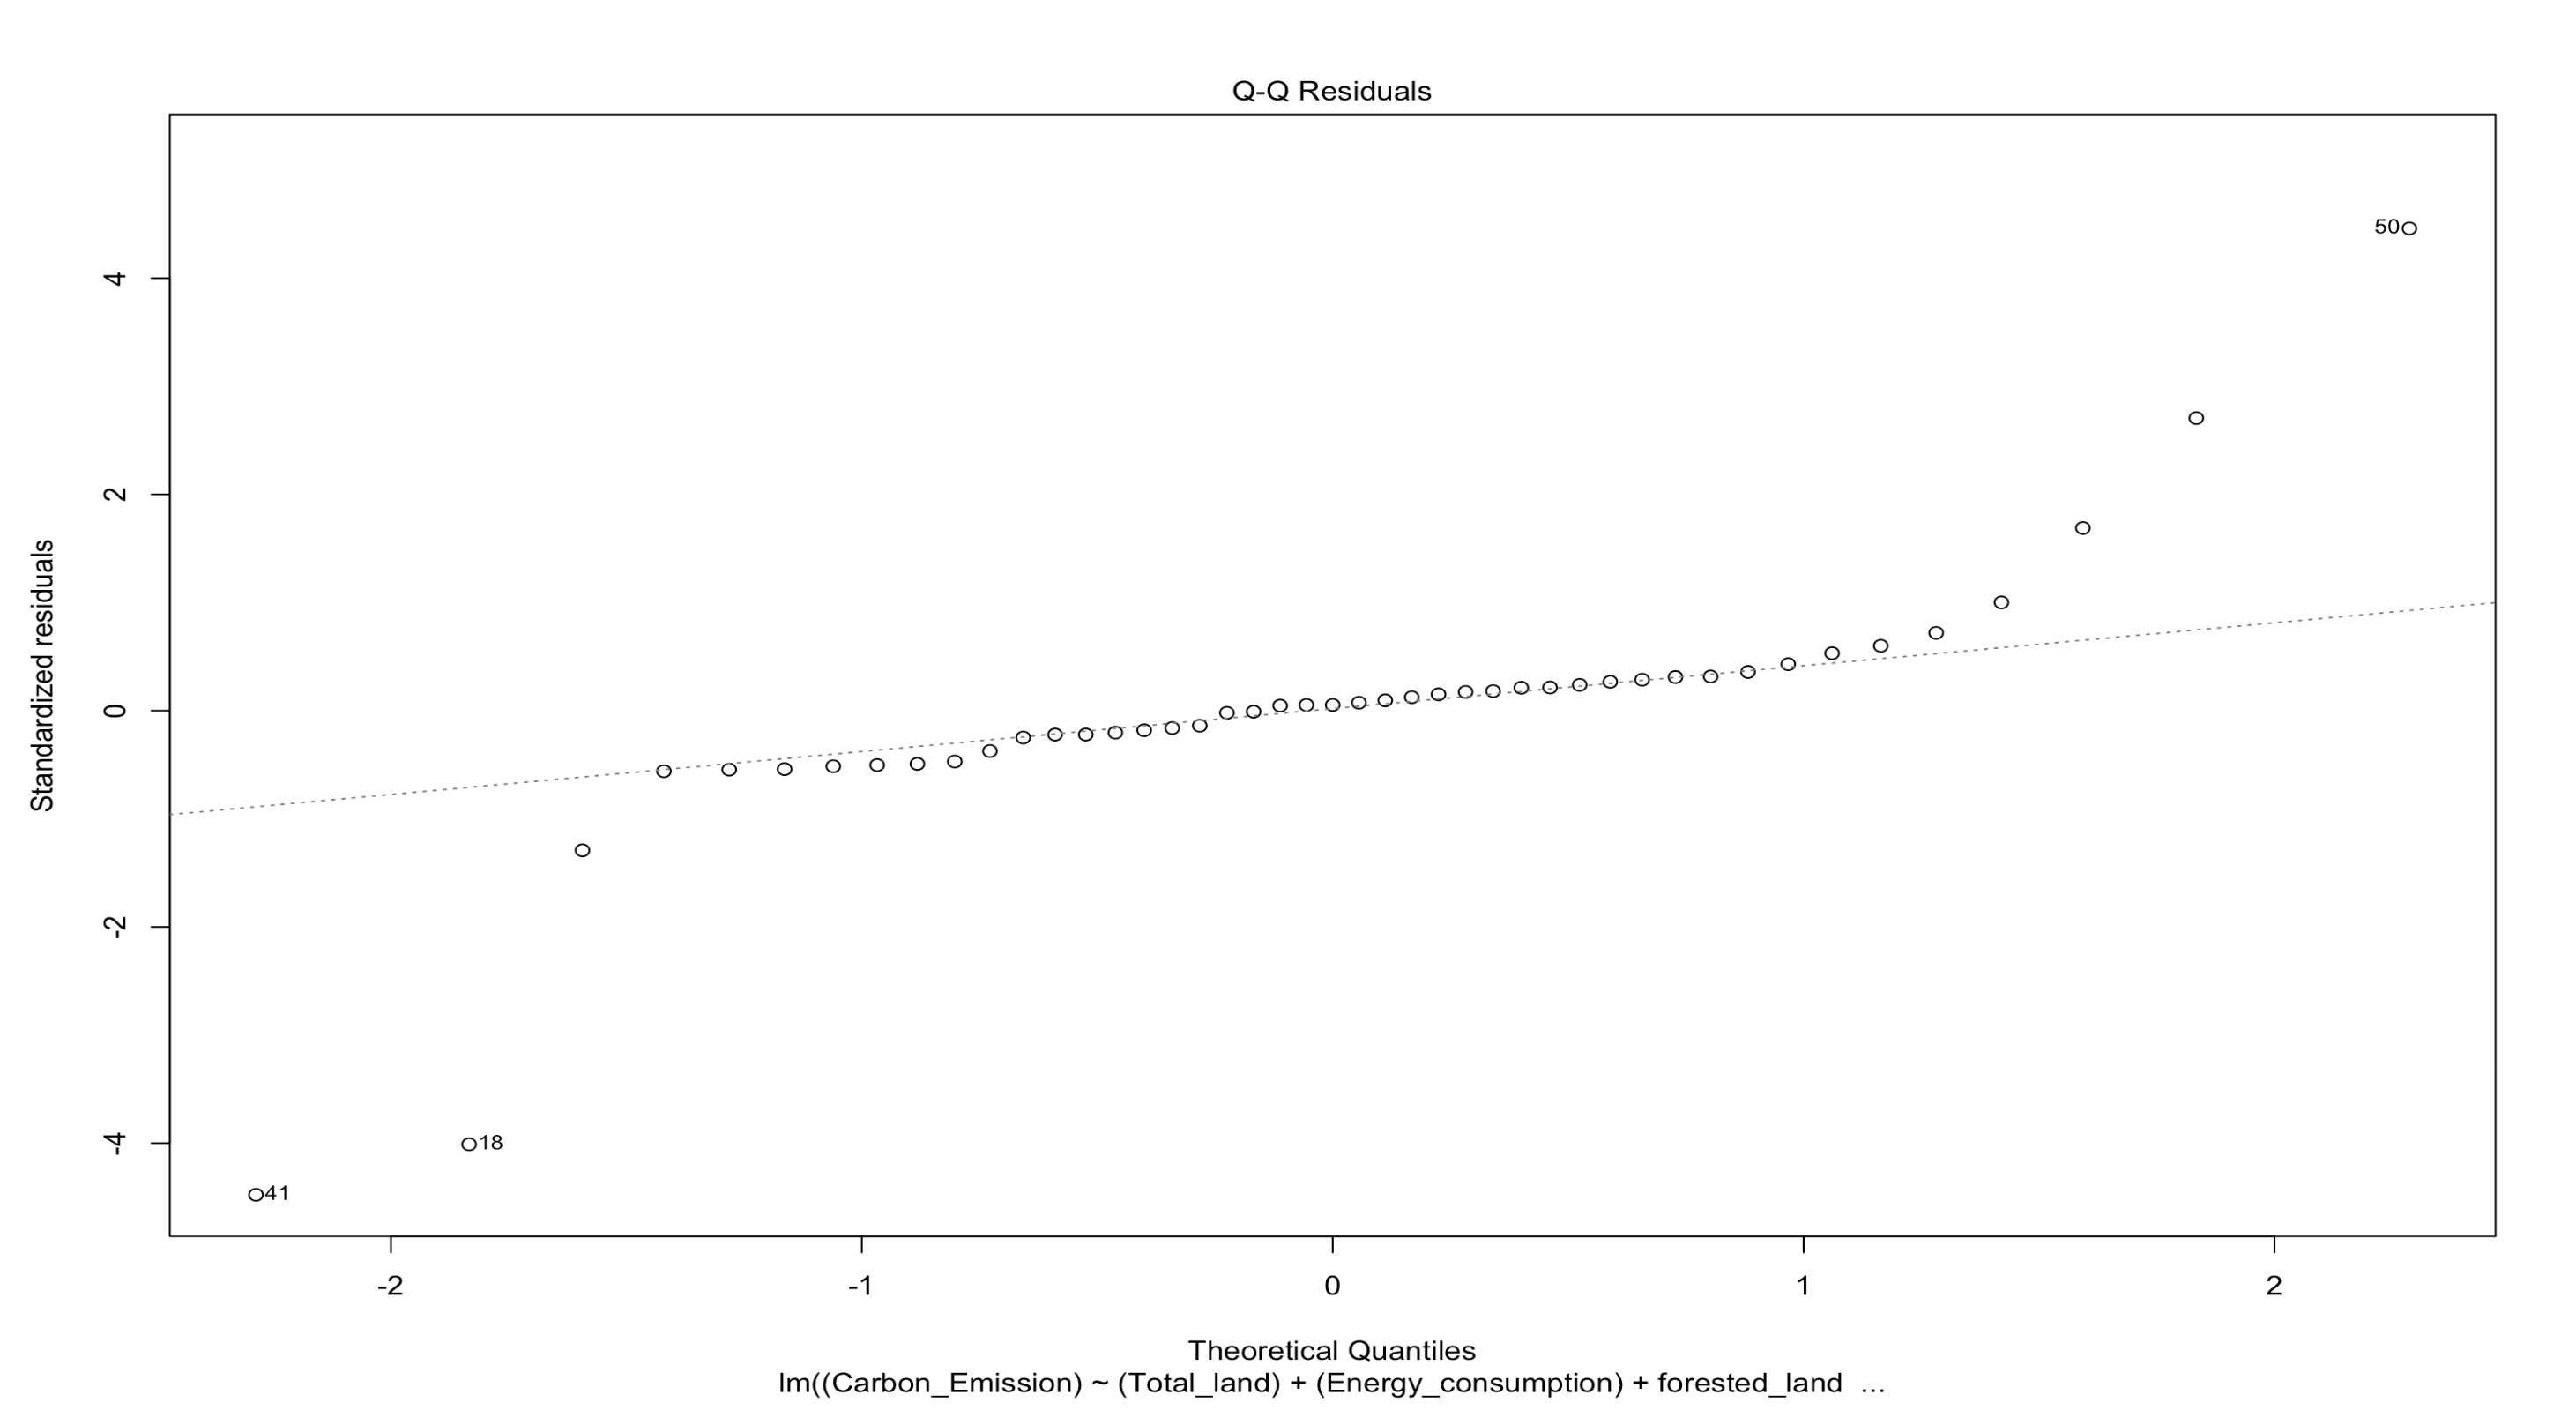 Q-Q Residuals
50
4
2
Standardized residuals
0
-2
18
-4
41
-2 -1 0 1 2
Theoretical Quantiles
lm((Carbon_Emission) ~ (Total_land) + (Energy_consumption) + forested_land ...